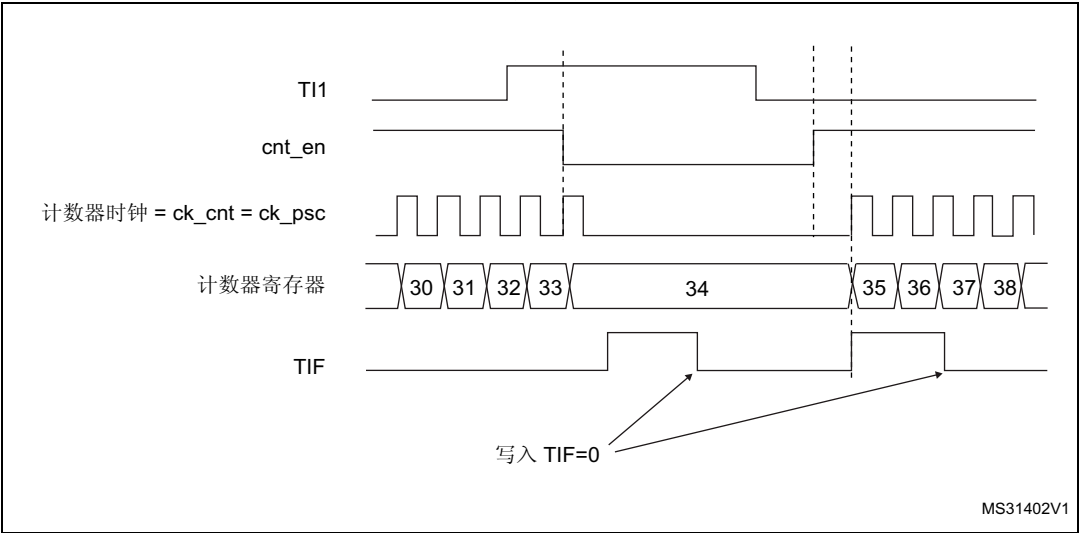 TI1
cnt_en
计数器时钟 = ck_cnt = ck_psc
计数器寄存器 30 31 32 33 34 35 36 37 38
TIF
写入 TIF=0
MS31402V1